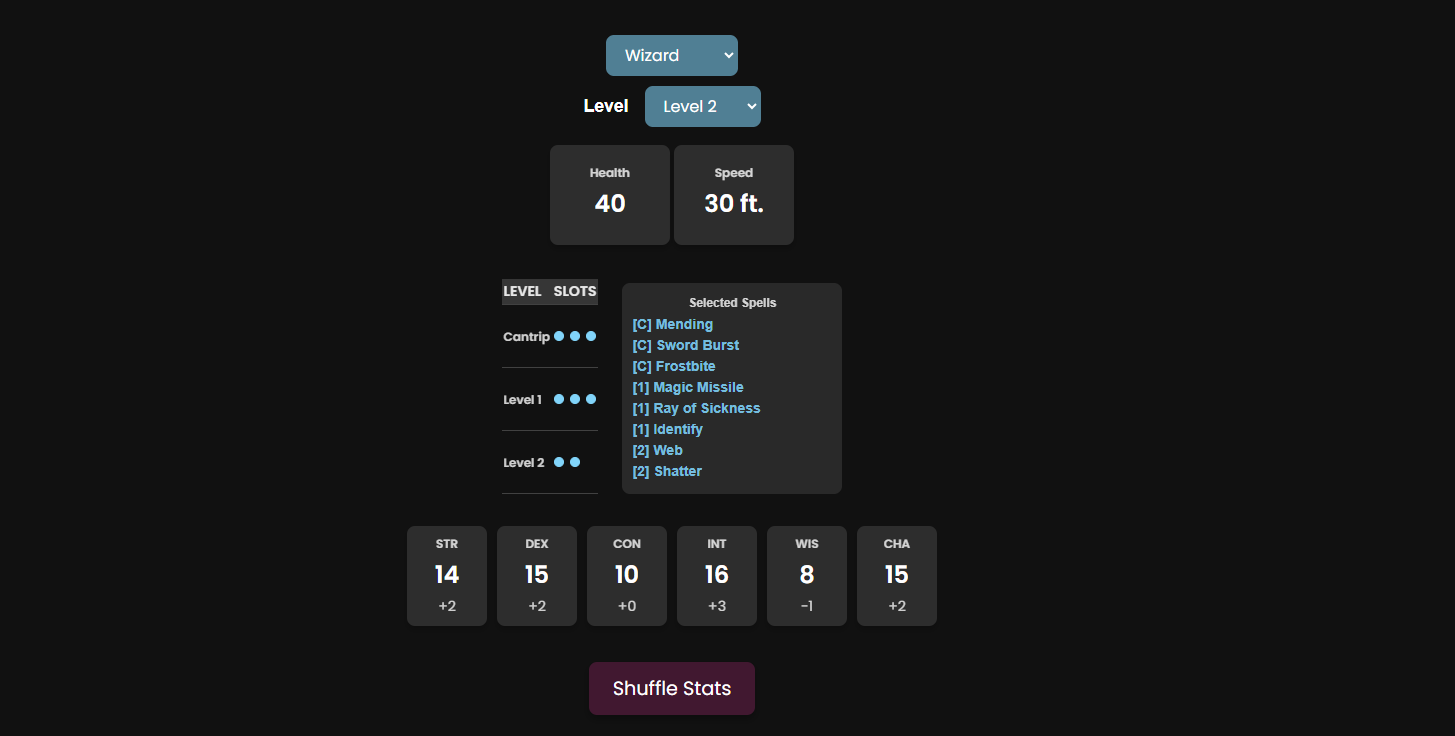 Wizard
Level Level 2
Health Speed
40 30 ft.
LEVEL SLOTS
Cantrip
Level 1
Level 2
Selected Spells
[C] Mending
[C] Sword Burst
[C] Frostbite
[1] Magic Missile
[1] Ray of Sickness
[1] Identify
[2] Web
[2] Shatter
STR DEX CON INT WIS CHA
14 15 10 16 8 15
+2 +2 +0 +3 -1 +2
Shuffle Stats